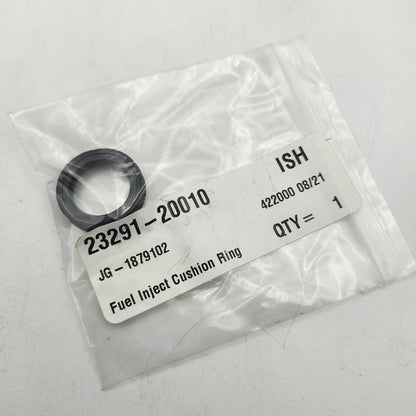 23291-20010
ISH
JG-1879102
422000 08/21
Fuel Inject Cushion Ring
QTY = 1